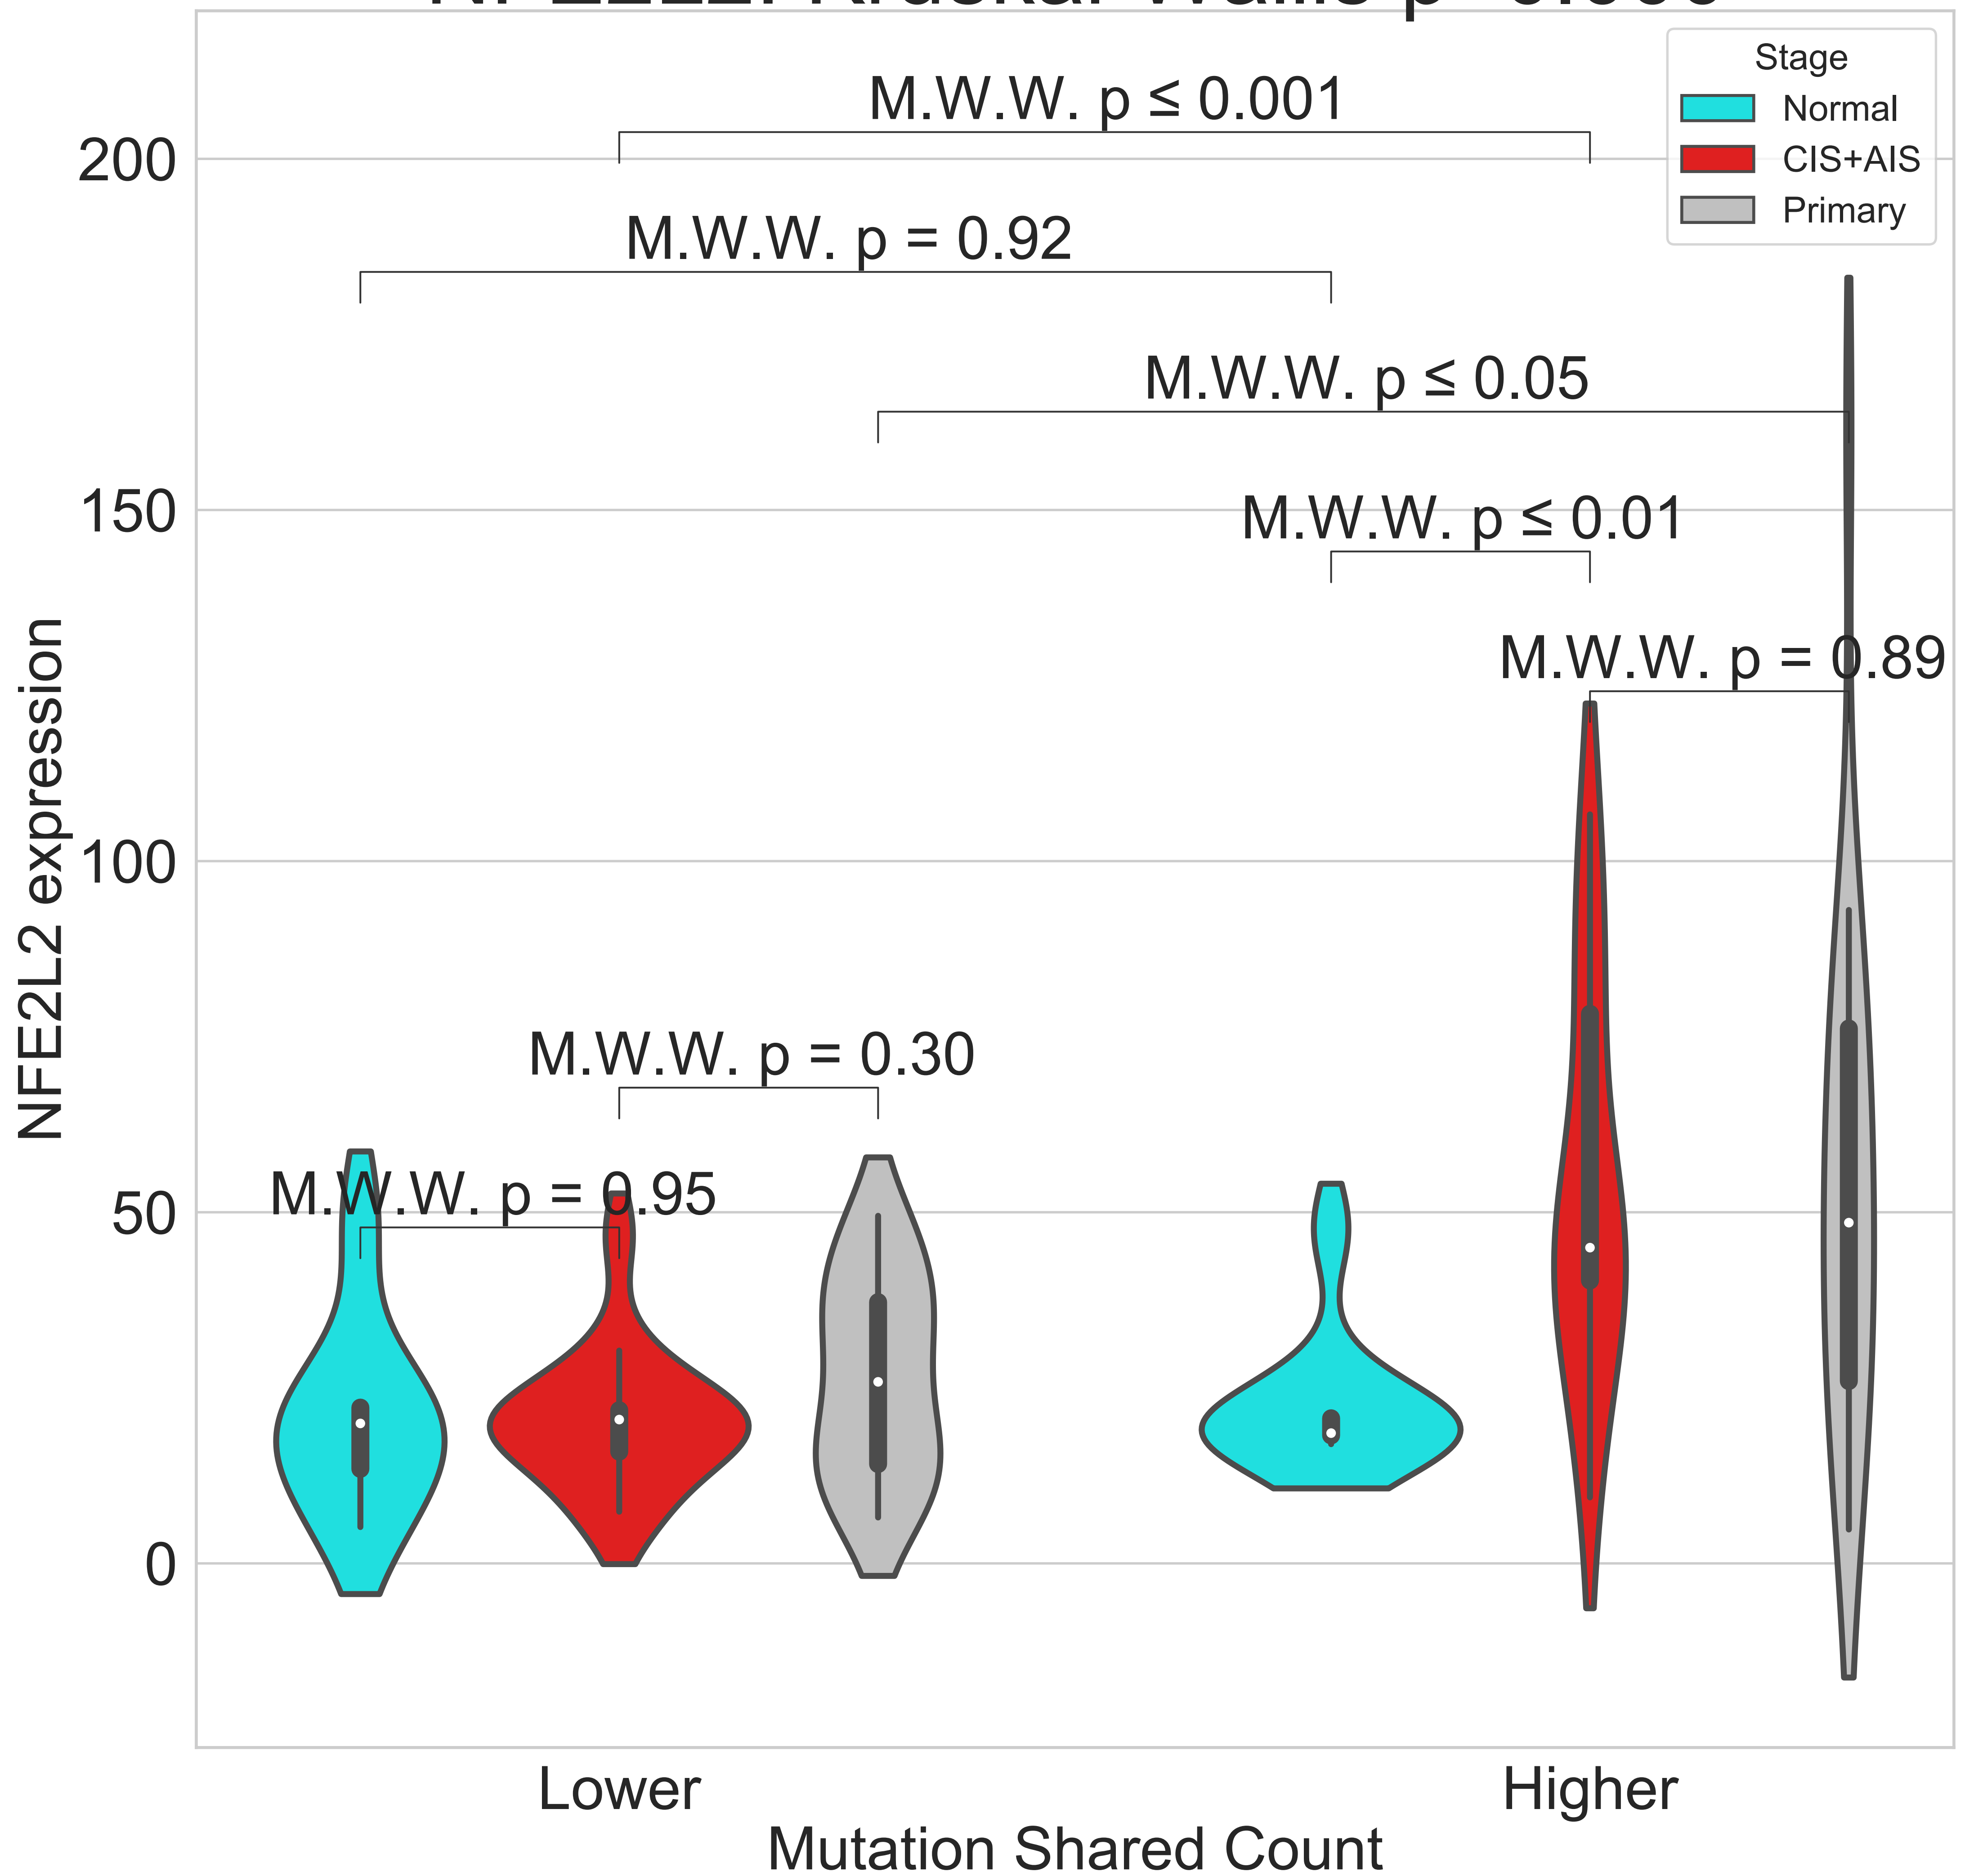 Stage
Normal
CIS+AIS
Primary
M.W.W. p ≤ 0.001
M.W.W. p = 0.92
M.W.W. p ≤ 0.05
M.W.W. p ≤ 0.01
M.W.W. p = 0.89
M.W.W. p = 0.30
M.W.W. p = 0.95
200
150
100
50
0
NFE2L2 expression
Lower
Higher
Mutation Shared Count